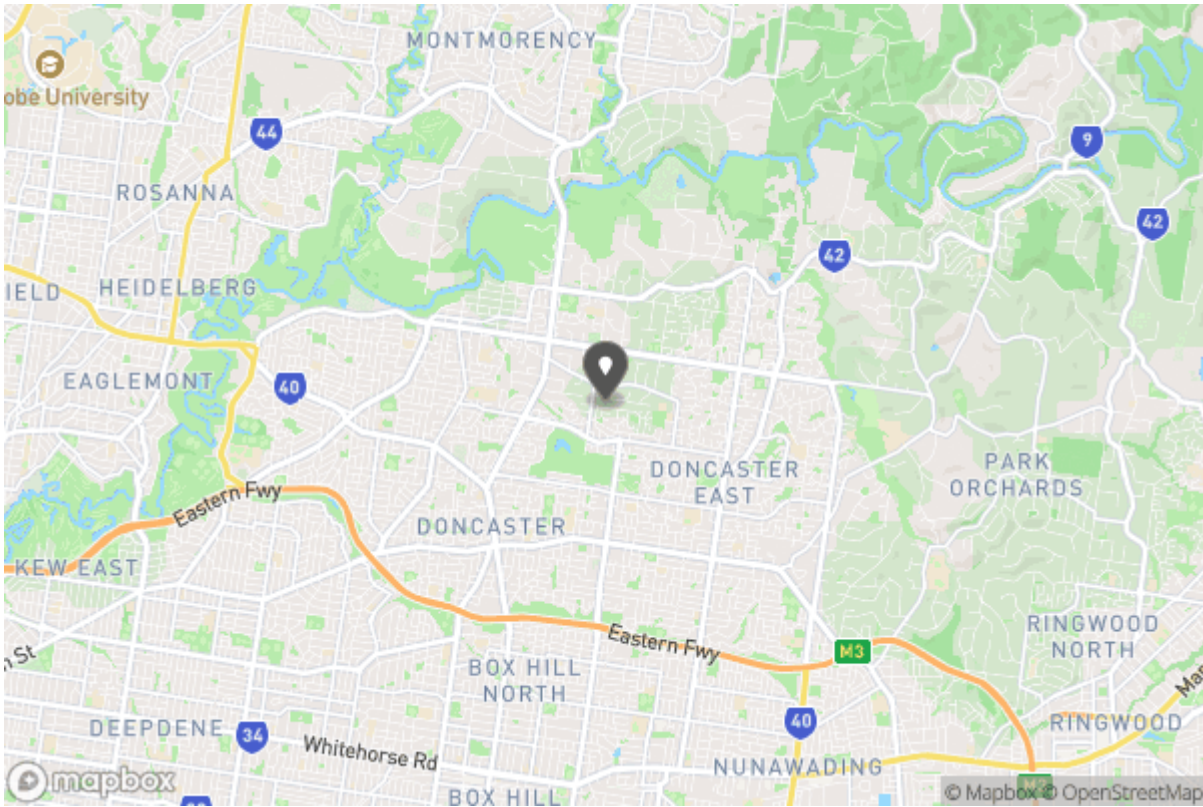 MONTMORENCY
obe University
44
9
ROSANNA
42
42
HEIDELBERG
IELD
EAGLEMONT
40
DONCASTER
EAST
PARK
ORCHARDS
Eastern Fwy
DONCASTER
KEW EAST
RINGWOOD
NORTH
Eastern Fwy
M3
n St
BOX HILL
NORTH
Mar
DEEPDENE
34
40
RINGWOOD
Whitehorse Rd
NUNAWADING
mapbox
BOX HILL
© Mapbox © OpenStreetMap